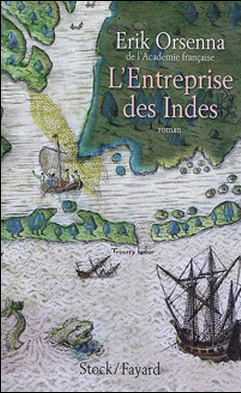 Erik Orsenna
de l'Académie française
L'Entreprise
des Indes
roman
Stock/Fayard